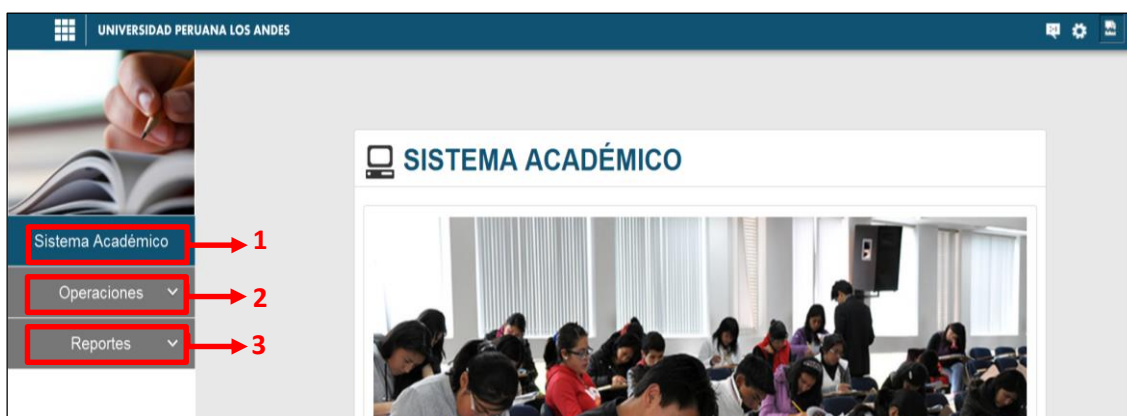 UNIVERSIDAD PERUANA LOS ANDES
SISTEMA ACADÉMICO
Sistema Académico 1
Operaciones 2
Reportes 3